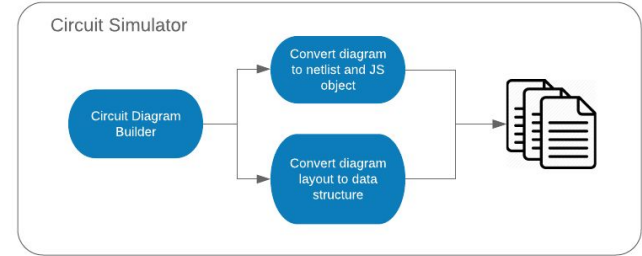 Circuit Simulator
Convert diagram
to netlist and JS
object
Circuit Diagram
Builder
Convert diagram
layout to data
structure